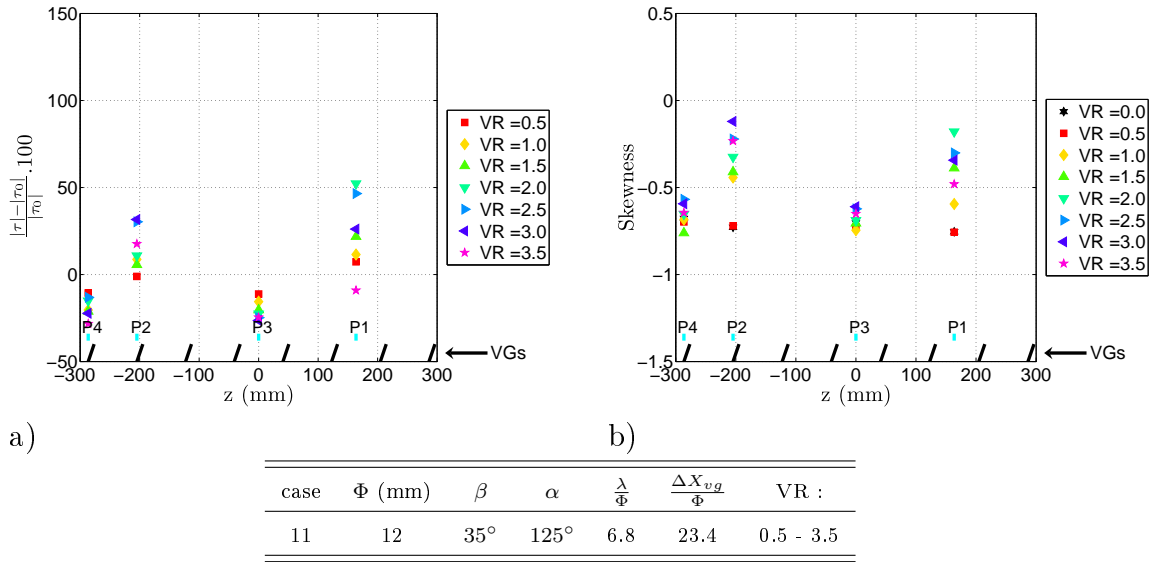 150
100
50
0
−50
|τ|−|τ0| / |τ0| .100
P4 P2 P3 P1
−300 −200 −100 0 100 200 300
z (mm)
VR =0.5
VR =1.0
VR =1.5
VR =2.0
VR =2.5
VR =3.0
VR =3.5
VGs
a)
0.5
0
−0.5
−1
−1.5
Skewness
P4 P2 P3 P1
−300 −200 −100 0 100 200 300
z (mm)
VR =0.0
VR =0.5
VR =1.0
VR =1.5
VR =2.0
VR =2.5
VR =3.0
VR =3.5
VGs
b)
case Φ (mm) β α λ/Φ ΔXvg/Φ VR :
11 12 35° 125° 6.8 23.4 0.5 - 3.5